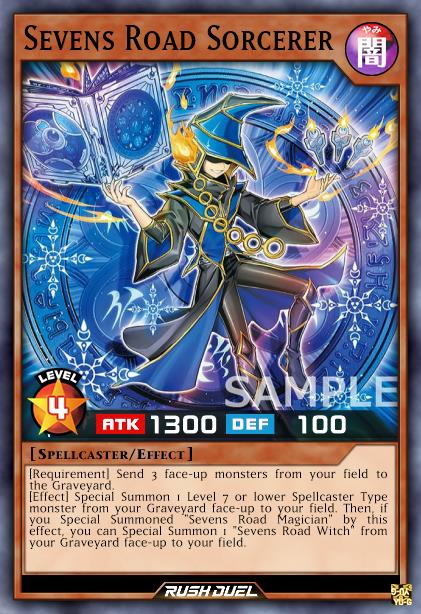 Sevens Road Sorcerer
やみ
闇
SAMPLE
LEVEL
4
ATK 1300 DEF 100
[Spellcaster/Effect]
[Requirement] Send 3 face-up monsters from your field to
the Graveyard.
[Effect] Special Summon 1 Level 7 or lower Spellcaster Type
monster from your Graveyard face-up to your field. Then, if
you Special Summoned "Sevens Road Magician" by this
effect, you can Special Summon 1 "Sevens Road Witch" from
your Graveyard face-up to your field.
RUSH DUEL